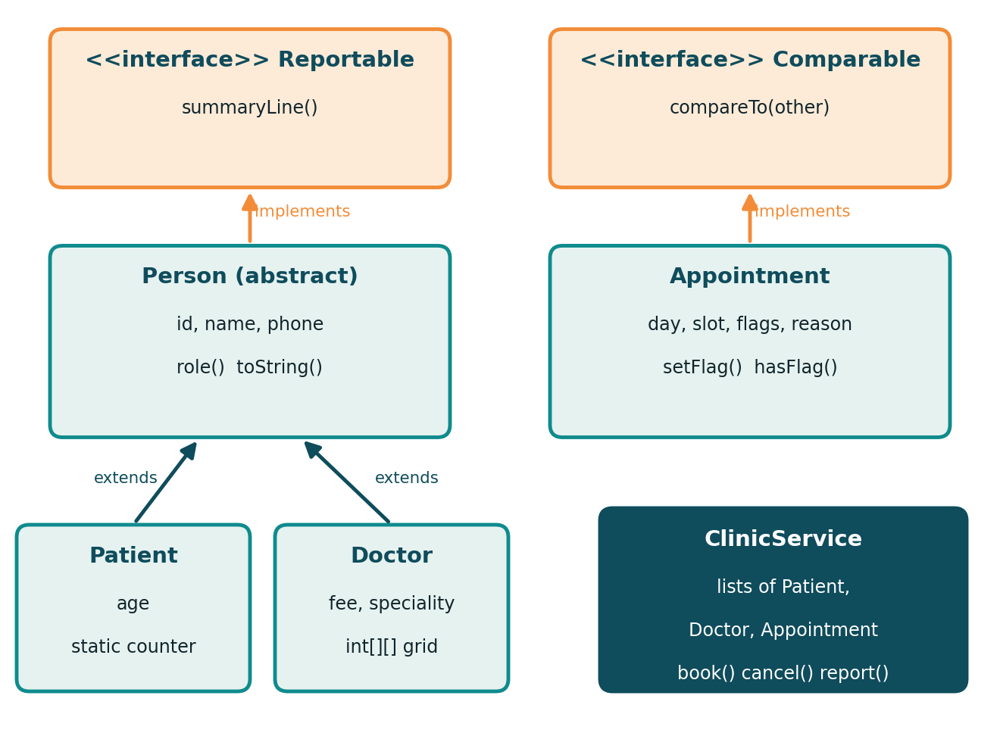 <<interface>> Reportable
summaryLine()
<<interface>> Comparable
compareTo(other)
implements
implements
Person (abstract)
id, name, phone
role()  toString()
Appointment
day, slot, flags, reason
setFlag()  hasFlag()
extends
extends
Patient
age
static counter
Doctor
fee, speciality
int[][] grid
ClinicService
lists of Patient,
Doctor, Appointment
book() cancel() report()